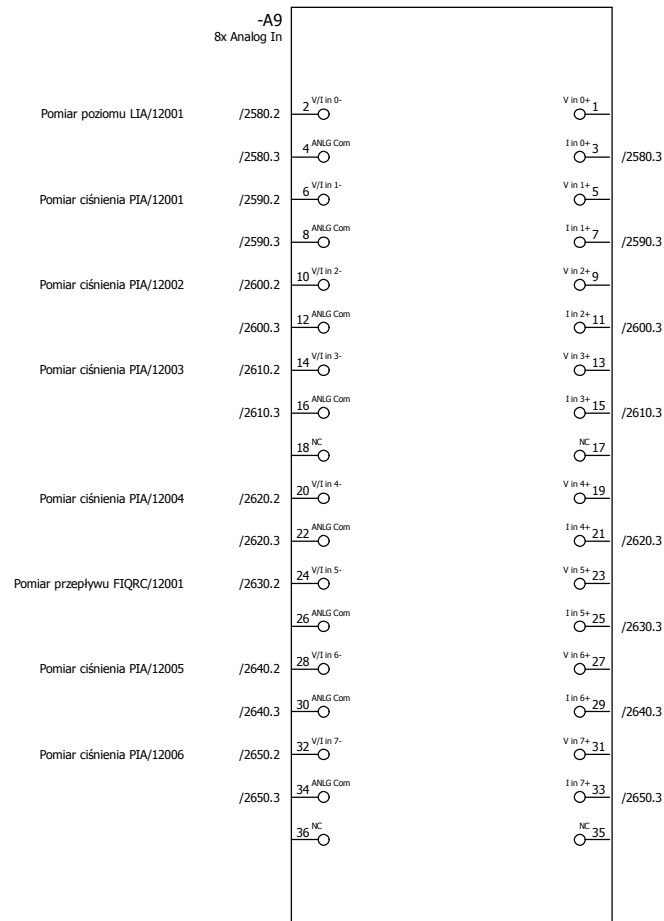 -A9
8x Analog In
Pomiar poziomu LIA/12001 /2580.2 2 V/I in 0- V in 0+ 1
/2580.3 4 ANLG Com I in 0+ 3 /2580.3
Pomiar ciśnienia PIA/12001 /2590.2 6 V/I in 1- V in 1+ 5
/2590.3 8 ANLG Com I in 1+ 7 /2590.3
Pomiar ciśnienia PIA/12002 /2600.2 10 V/I in 2- V in 2+ 9
/2600.3 12 ANLG Com I in 2+ 11 /2600.3
Pomiar ciśnienia PIA/12003 /2610.2 14 V/I in 3- V in 3+ 13
/2610.3 16 ANLG Com I in 3+ 15 /2610.3
18 NC NC 17
Pomiar ciśnienia PIA/12004 /2620.2 20 V/I in 4- V in 4+ 19
/2620.3 22 ANLG Com I in 4+ 21 /2620.3
Pomiar przepływu FIQRC/12001 /2630.2 24 V/I in 5- V in 5+ 23
26 ANLG Com I in 5+ 25 /2630.3
Pomiar ciśnienia PIA/12005 /2640.2 28 V/I in 6- V in 6+ 27
/2640.3 30 ANLG Com I in 6+ 29 /2640.3
Pomiar ciśnienia PIA/12006 /2650.2 32 V/I in 7- V in 7+ 31
/2650.3 34 ANLG Com I in 7+ 33 /2650.3
36 NC NC 35